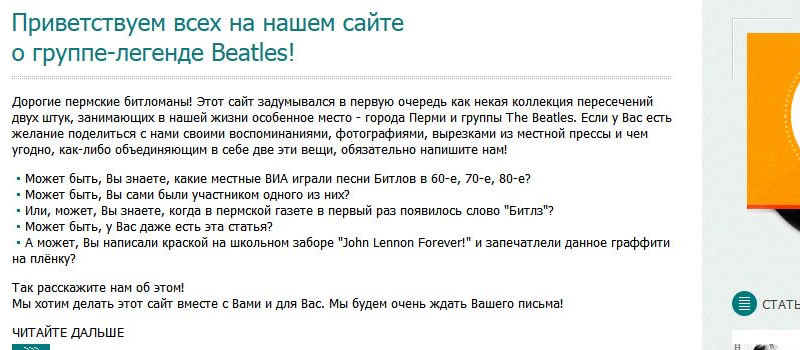 Приветствуем всех на нашем сайте
о группе-легенде Beatles!
Дорогие пермские битломаны! Этот сайт задумывался в первую очередь как некая коллекция пересечений
двух штук, занимающих в нашей жизни особенное место - города Перми и группы The Beatles. Если у Вас есть
желание поделиться с нами своими воспоминаниями, фотографиями, вырезками из местной прессы и чем
угодно, как-либо объединяющим в себе две эти вещи, обязательно напишите нам!
Может быть, Вы знаете, какие местные ВИА играли песни Битлов в 60-е, 70-е, 80-е?
Может быть, Вы сами были участником одного из них?
Или, может, Вы знаете, когда в пермской газете в первый раз появилось слово "Битлз"?
Может быть, у Вас даже есть эта статья?
А может, Вы написали краской на школьном заборе "John Lennon Forever!" и запечатлели данное граффити
на плёнку?
Так расскажите нам об этом!
Мы хотим делать этот сайт вместе с Вами и для Вас. Мы будем очень ждать Вашего письма!
ЧИТАЙТЕ ДАЛЬШЕ
СТАТЬ